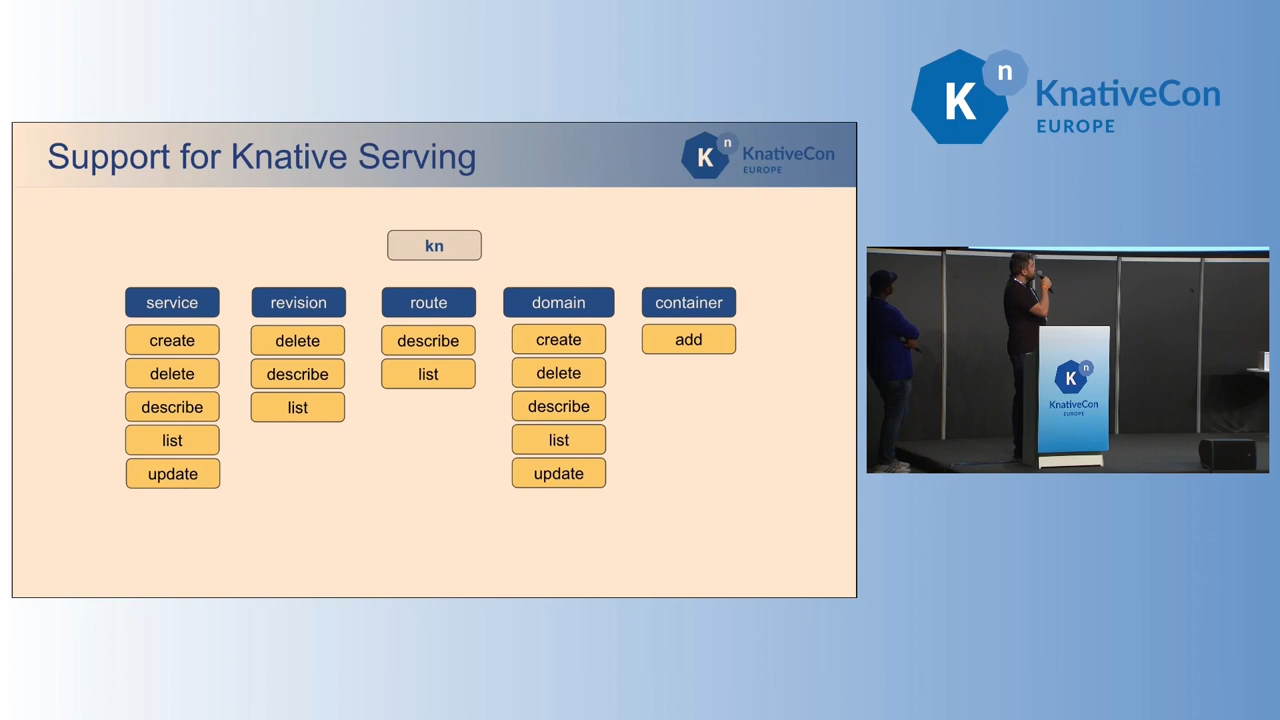 K n KnativeCon
EUROPE
Support for Knative Serving
K n KnativeCon
EUROPE
kn
service revision route domain container
create delete describe create add
delete describe list delete
describe list describe
list list
update update
K n
KnativeCon
EUROPE